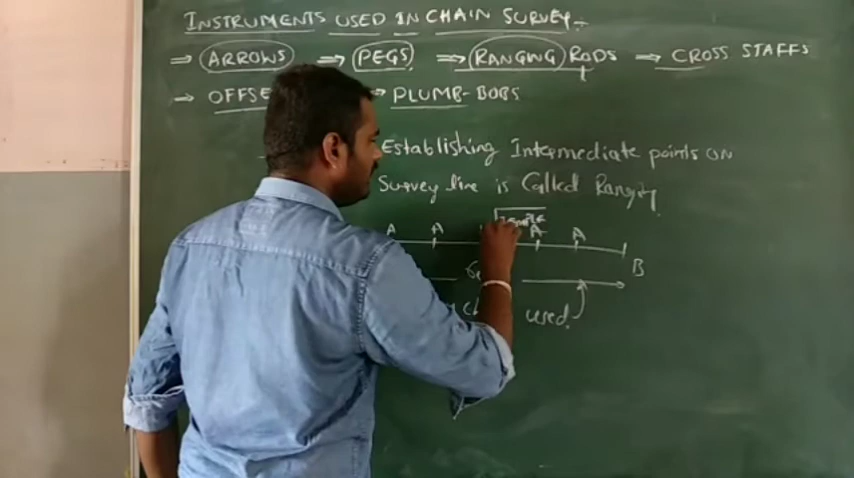 INSTRUMENTS USED IN CHAIN SURVEY :-
⇒ ARROWS ⇒ PEGS ⇒ RANGING RODS → CROSS STAFFS
→ OFFSE → PLUMB-BOBS
Establishing Intermediate points on
Survey line is Called Ranging
A A A A
B
used.